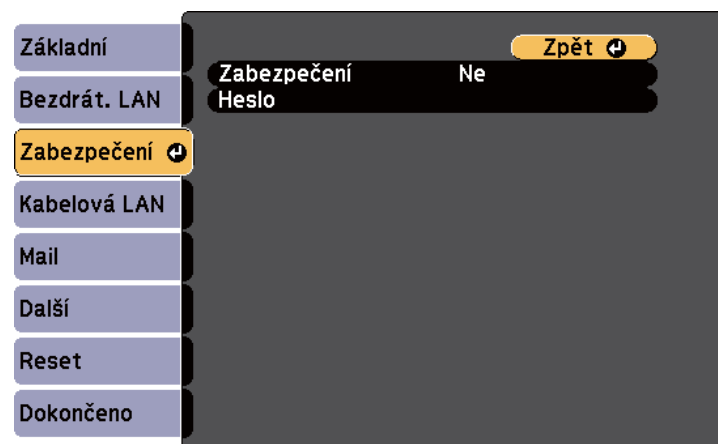 Základní
Bezdrát. LAN
Zabezpečení
Kabelová LAN
Mail
Další
Reset
Dokončeno
Zpět
Zabezpečení Ne
Heslo